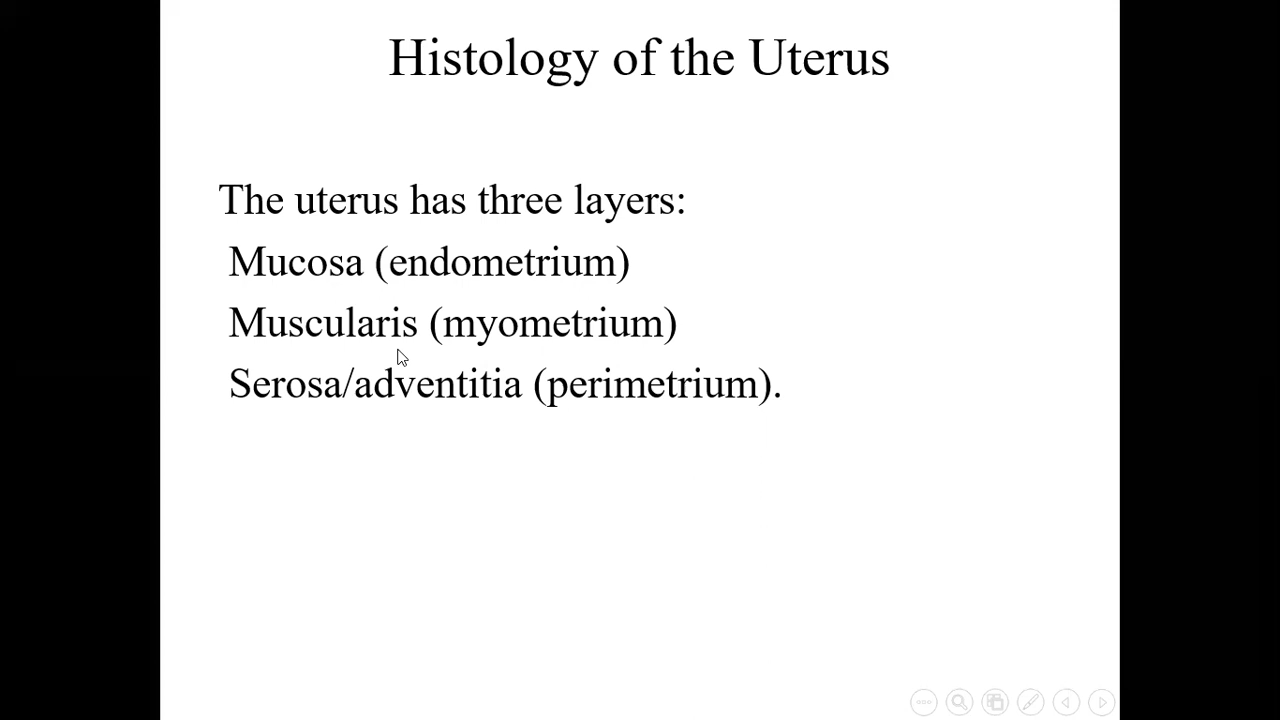 Histology of the Uterus
The uterus has three layers:
Mucosa (endometrium)
Muscularis (myometrium)
Serosa/adventitia (perimetrium).